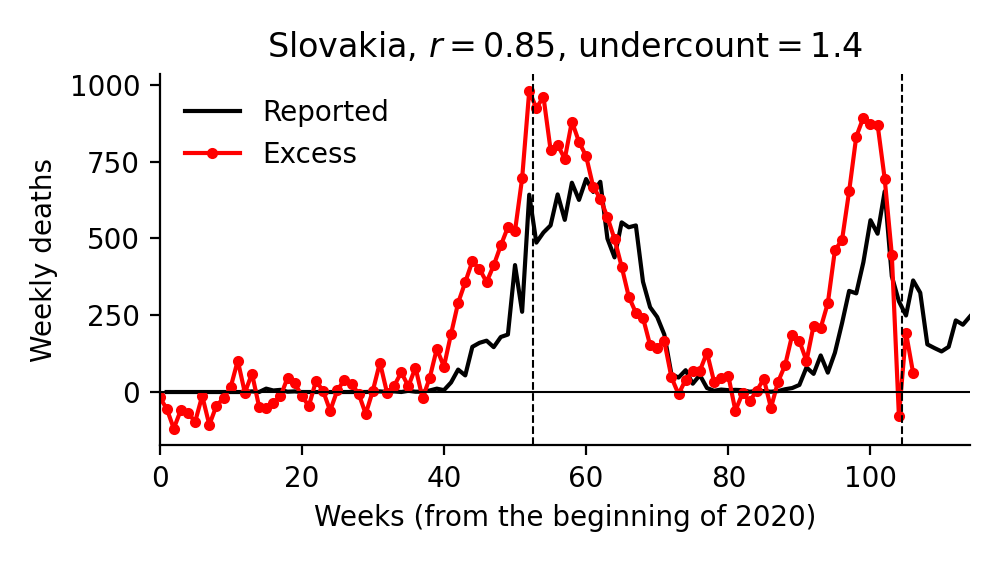 Slovakia, r = 0.85, undercount = 1.4
1000
750
500
250
0
Weekly deaths
Reported
Excess
0 20 40 60 80 100
Weeks (from the beginning of 2020)